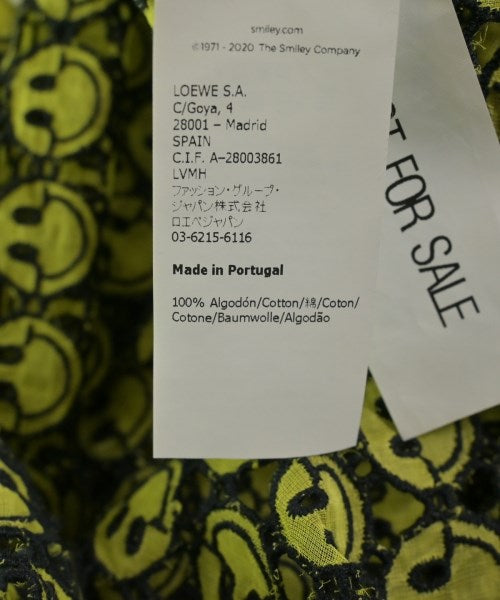 smiley.com
©1971 - 2020 The Smiley Company
LOEWE S.A.
C/Goya, 4
28001 – Madrid
SPAIN
C.I.F. A–28003861
LVMH
ファッション・グループ・
ジャパン株式会社
ロエベジャパン
03-6215-6116
Made in Portugal
100% Algodón/Cotton/綿/Coton/
Cotone/Baumwolle/Algodão
FOR SALE